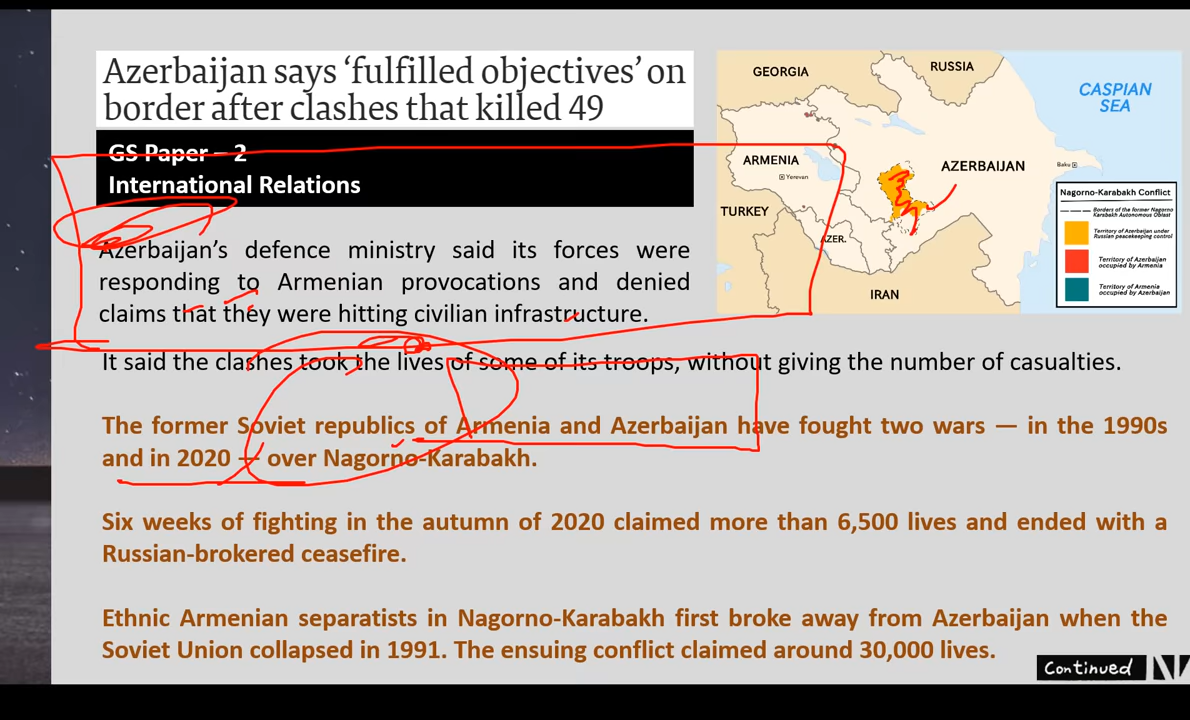 Azerbaijan says ‘fulfilled objectives’ on
border after clashes that killed 49
GS Paper – 2
International Relations
Azerbaijan’s defence ministry said its forces were
responding to Armenian provocations and denied
claims that they were hitting civilian infrastructure.
GEORGIA
RUSSIA
CASPIAN
SEA
ARMENIA
Yerevan
AZERBAIJAN
Baku
TURKEY
AZER.
IRAN
Nagorno-Karabakh Conflict
Borders of the former Nagorno
Karabakh Autonomous Oblast
Territory of Azerbaijan under
Russian peacekeeping control
Territory of Azerbaijan
occupied by Armenia
Territory of Armenia
occupied by Azerbaijan
It said the clashes took the lives of some of its troops, without giving the number of casualties.
The former Soviet republics of Armenia and Azerbaijan have fought two wars — in the 1990s
and in 2020 — over Nagorno-Karabakh.
Six weeks of fighting in the autumn of 2020 claimed more than 6,500 lives and ended with a
Russian-brokered ceasefire.
Ethnic Armenian separatists in Nagorno-Karabakh first broke away from Azerbaijan when the
Soviet Union collapsed in 1991. The ensuing conflict claimed around 30,000 lives.
Continued